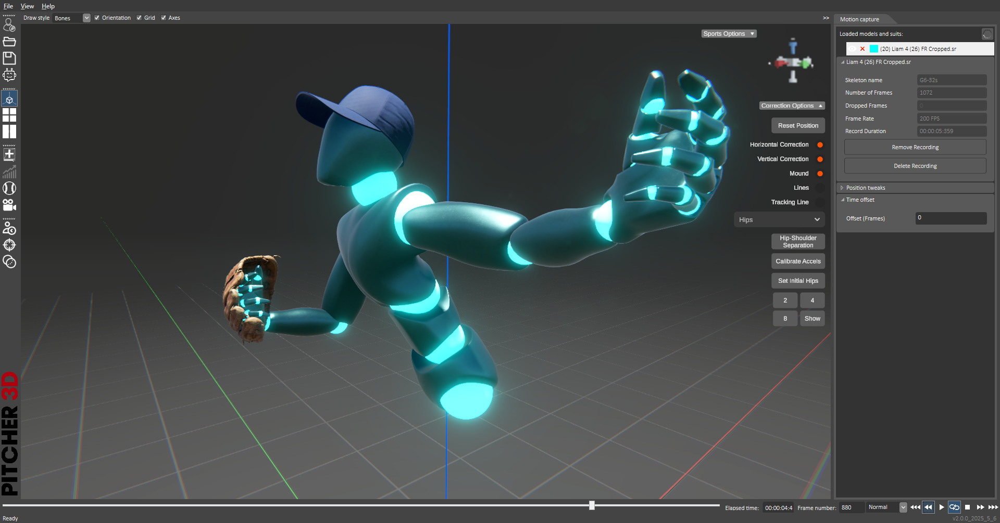 File View Help
Draw style Bones Orientation Grid Axes >>
Sports Options
Correction Options
Reset Position
Horizontal Correction
Vertical Correction
Mound
Lines
Tracking Line
Hips
Hip-Shoulder
Separation
Calibrate Accels
Set Initial Hips
2 4
8 Show
Motion capture
Loaded models and suits:
(20) Liam 4 (26) FR Cropped.sr
Liam 4 (26) FR Cropped.sr
Skeleton name G6-32s
Number of Frames 1072
Dropped Frames 0
Frame Rate 200 FPS
Record Duration 00:00:05:359
Remove Recording
Delete Recording
Position tweaks
Time offset
Offset (Frames) 0
PITCHER 3D
Elapsed time: 00:00:04:4 Frame number: 880 Normal
Ready
v2.0.0_2025_5_6